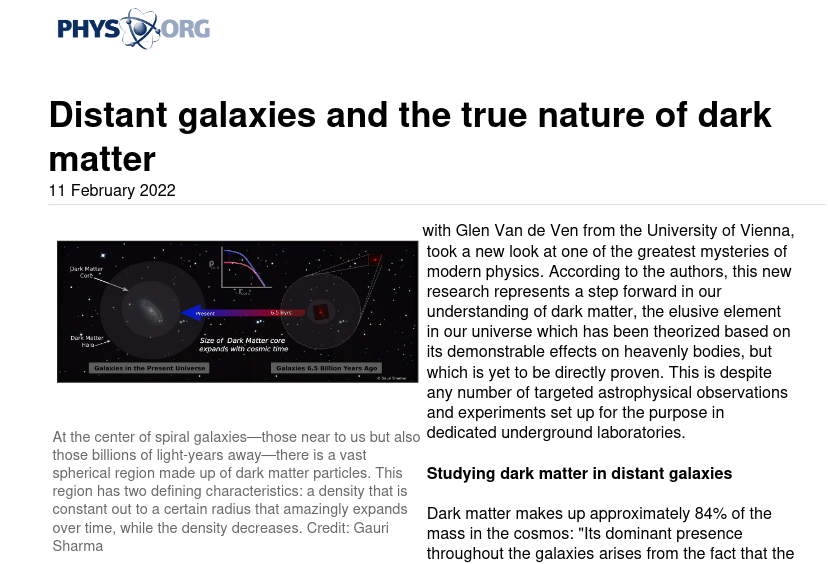 PHYS ORG
Distant galaxies and the true nature of dark
matter
11 February 2022
Dark Matter
Core
Dark Matter
Halo
Present
6.5 Byrs
Size of Dark Matter core
expands with cosmic time
Galaxies in the Present Universe
Galaxies 6.5 Billion Years Ago
© Gauri Sharma
At the center of spiral galaxies—those near to us but also
those billions of light-years away—there is a vast
spherical region made up of dark matter particles. This
region has two defining characteristics: a density that is
constant out to a certain radius that amazingly expands
over time, while the density decreases. Credit: Gauri
Sharma
with Glen Van de Ven from the University of Vienna,
took a new look at one of the greatest mysteries of
modern physics. According to the authors, this new
research represents a step forward in our
understanding of dark matter, the elusive element
in our universe which has been theorized based on
its demonstrable effects on heavenly bodies, but
which is yet to be directly proven. This is despite
any number of targeted astrophysical observations
and experiments set up for the purpose in
dedicated underground laboratories.
Studying dark matter in distant galaxies
Dark matter makes up approximately 84% of the
mass in the cosmos: "Its dominant presence
throughout the galaxies arises from the fact that the